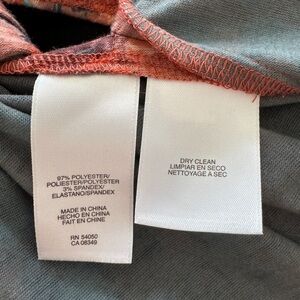 97% POLYESTER/
POLIESTER/POLYESTER
3% SPANDEX/
ELASTANO/SPANDEX
MADE IN CHINA
HECHO EN CHINA
FAIT EN CHINE
RN 54050
CA 08349
DRY CLEAN
LIMPIAR EN SECO
NETTOYAGE A SEC